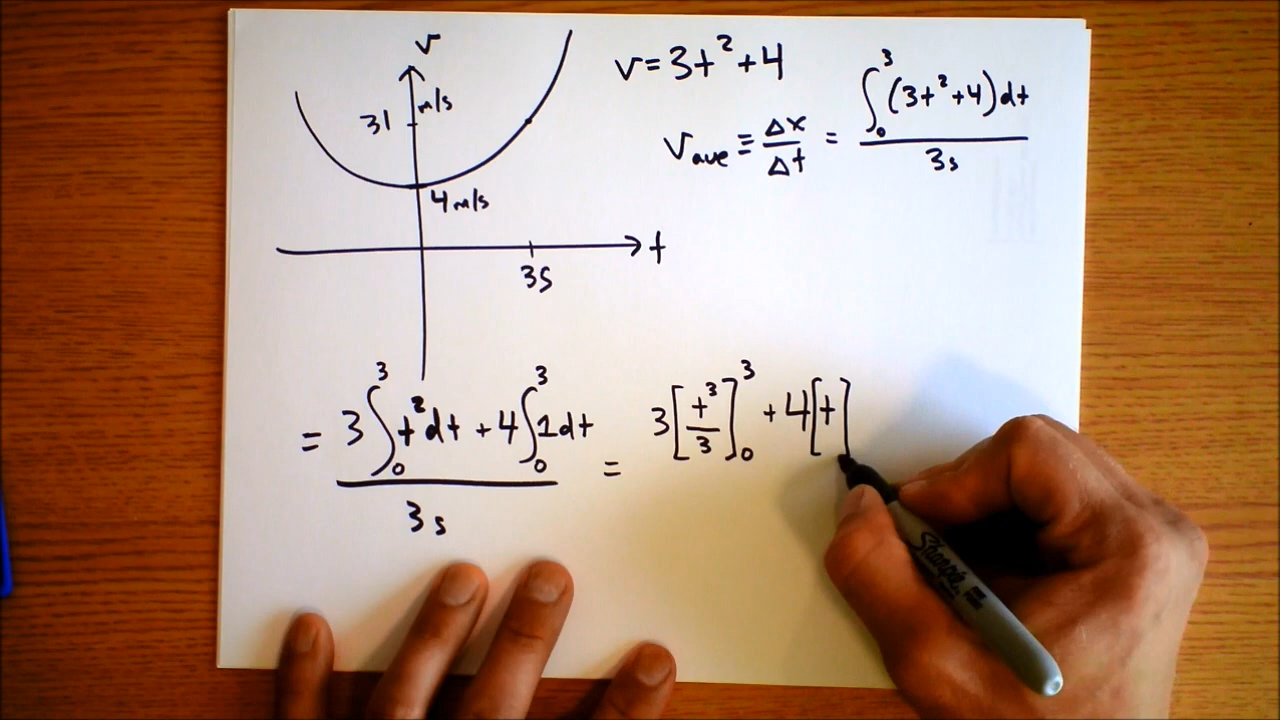 v
31 m/s
4 m/s
t
3s
v=3t²+4
v_ave ≡ Δx/Δt = ∫₀³(3t²+4)dt / 3s
= (3∫₀³t²dt + 4∫₀³1dt) / 3s = 3[t³/3]₀³ + 4[t]
Sharpie